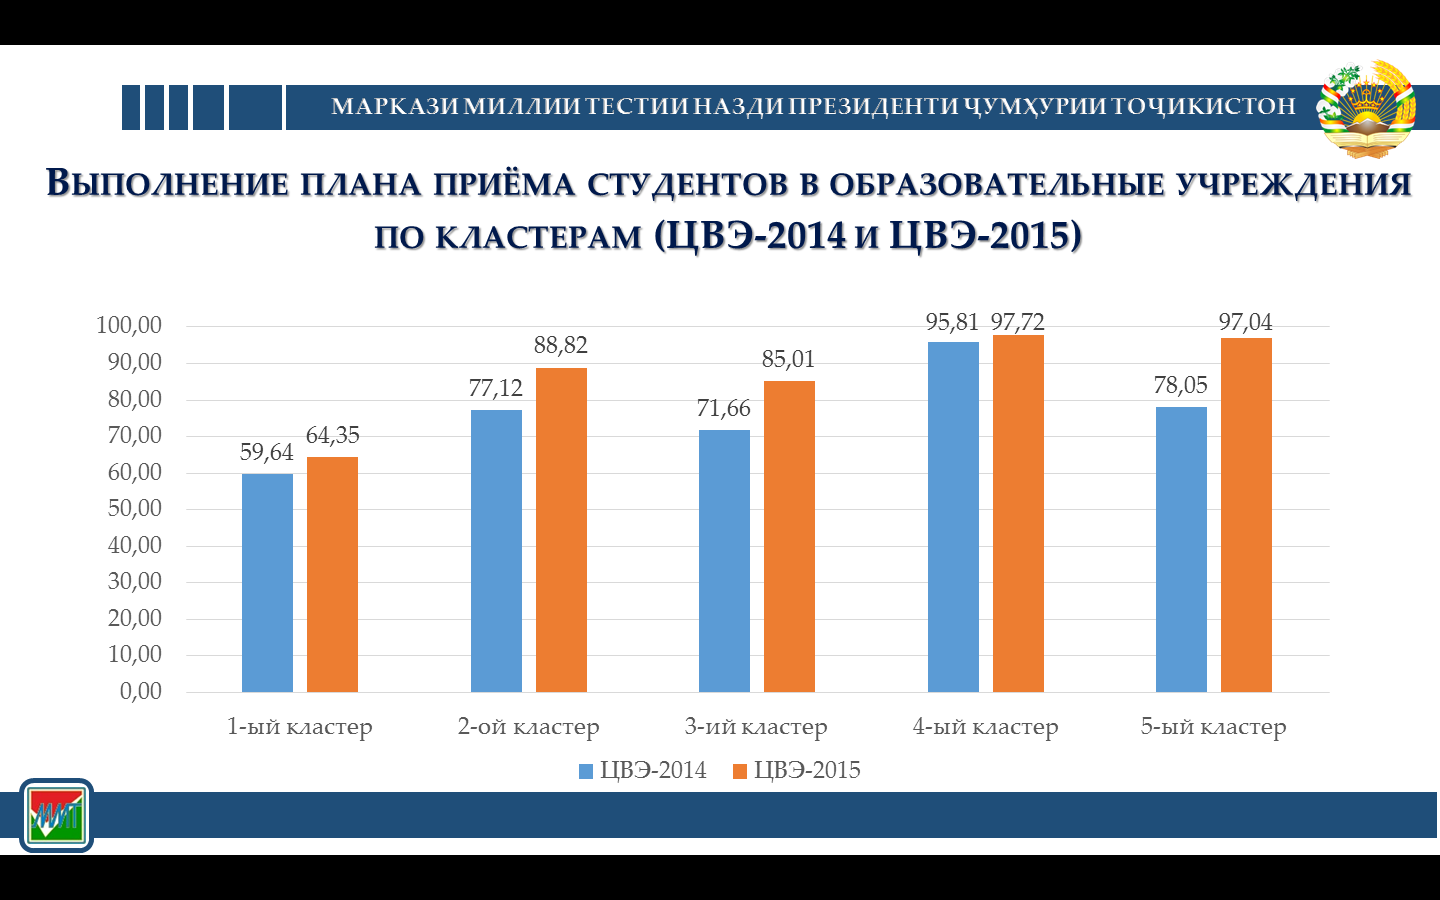 МАРКАЗИ МИЛЛИИ ТЕСТИИ НАЗДИ ПРЕЗИДЕНТИ ҶУМҲУРИИ ТОҶИКИСТОН
ВЫПОЛНЕНИЕ ПЛАНА ПРИЁМА СТУДЕНТОВ В ОБРАЗОВАТЕЛЬНЫЕ УЧРЕЖДЕНИЯ
ПО КЛАСТЕРАМ (ЦВЭ-2014 И ЦВЭ-2015)
100,00
90,00
80,00
70,00
60,00
50,00
40,00
30,00
20,00
10,00
0,00
59,64 64,35
77,12 88,82
71,66 85,01
95,81 97,72
78,05 97,04
1-ый кластер 2-ой кластер 3-ий кластер 4-ый кластер 5-ый кластер
ЦВЭ-2014 ЦВЭ-2015
ММТ